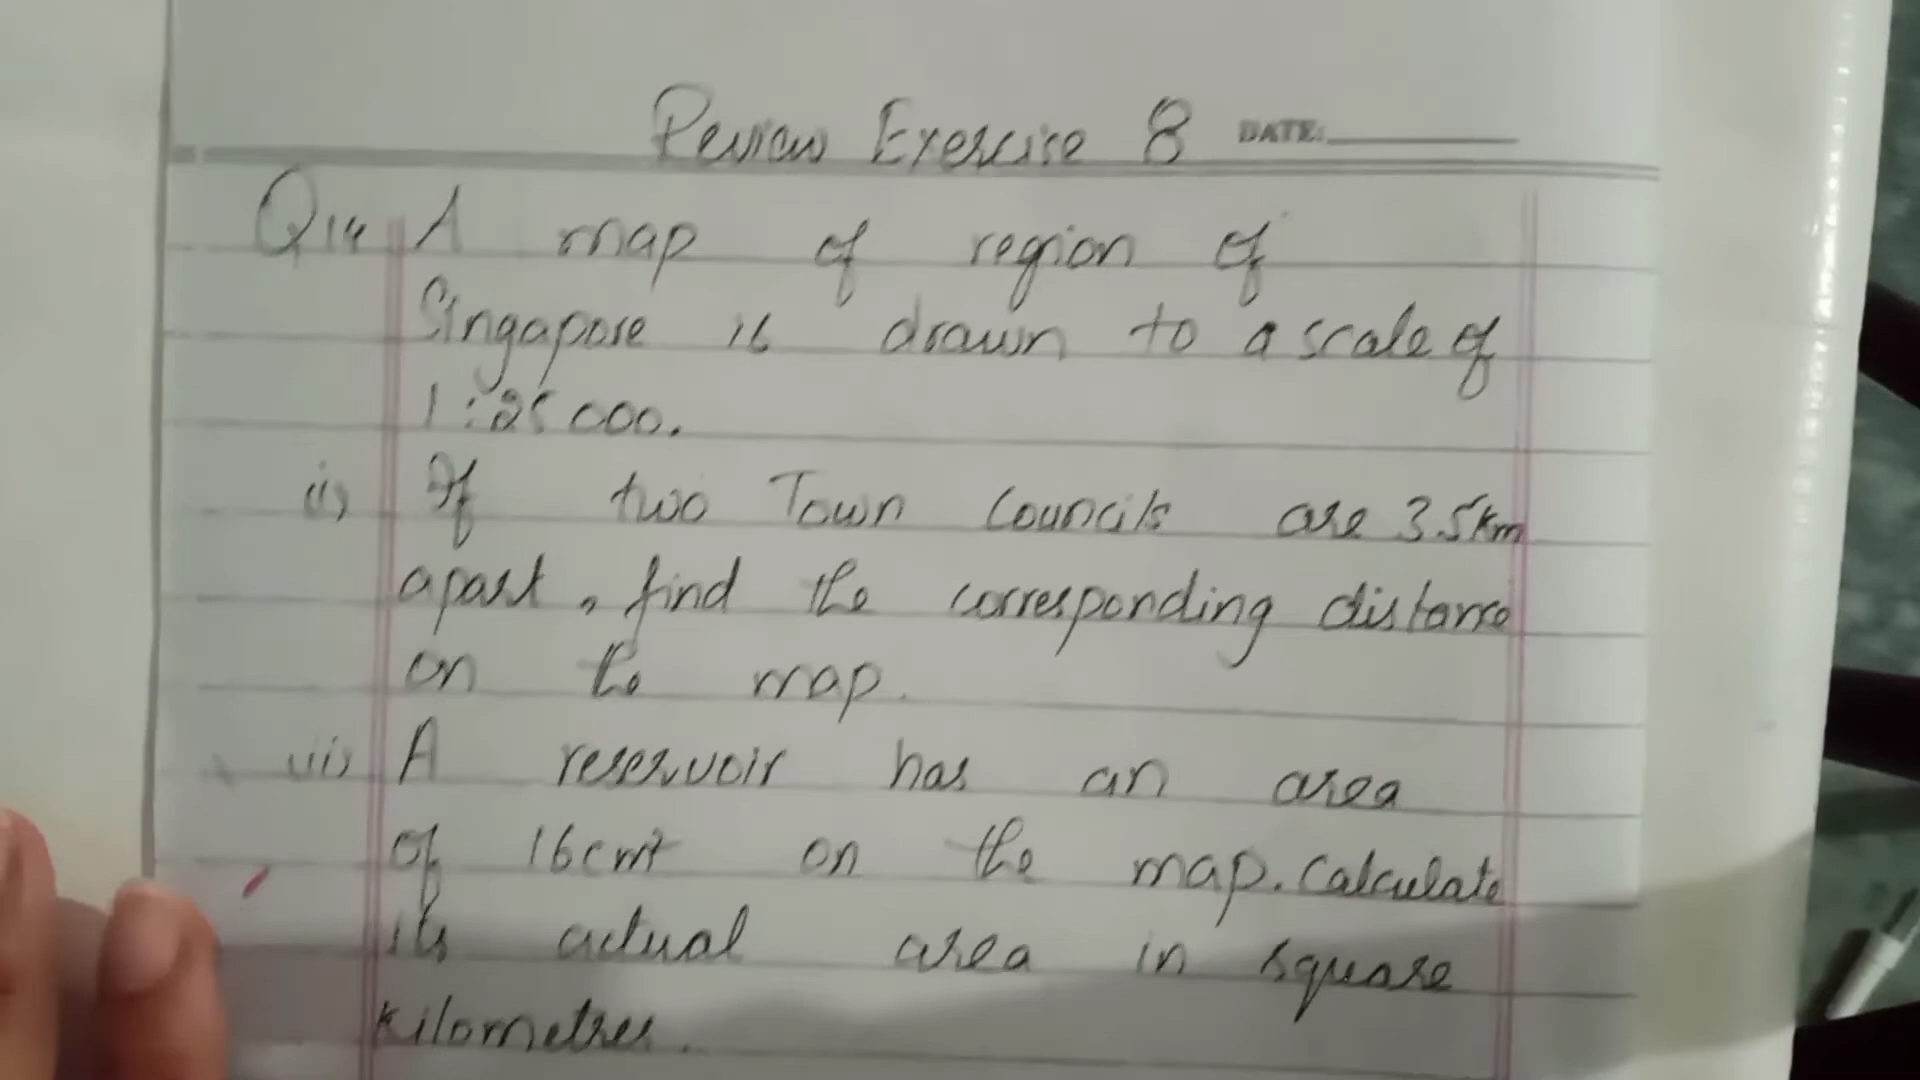 Review Exercise 8 DATE:
Q14 A map of region of
Singapore is drawn to a scale of
1:25 000.
(i) If two Town Councils are 3.5km
apart, find the corresponding distance
on the map.
(ii) A reservoir has an area
of 16cm² on the map. Calculate
its actual area in square
kilometres.